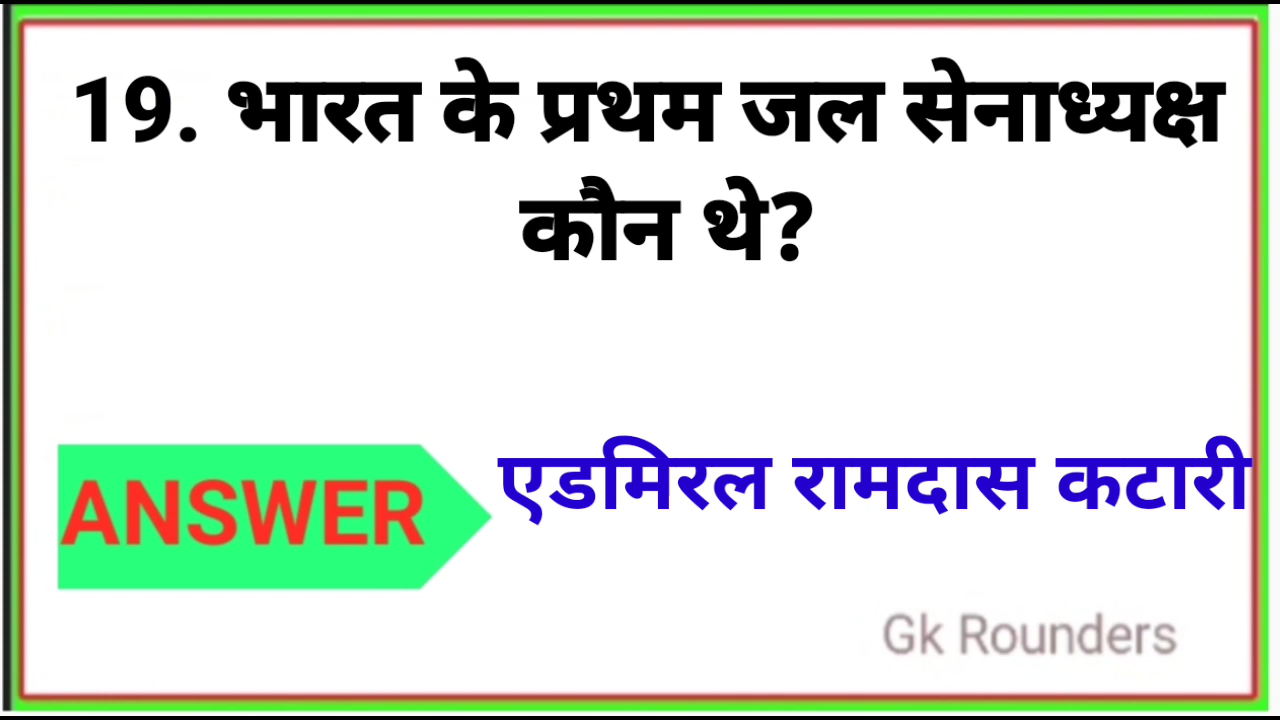 19. भारत के प्रथम जल सेनाध्यक्ष
कौन थे?
ANSWER
एडमिरल रामदास कटारी
Gk Rounders